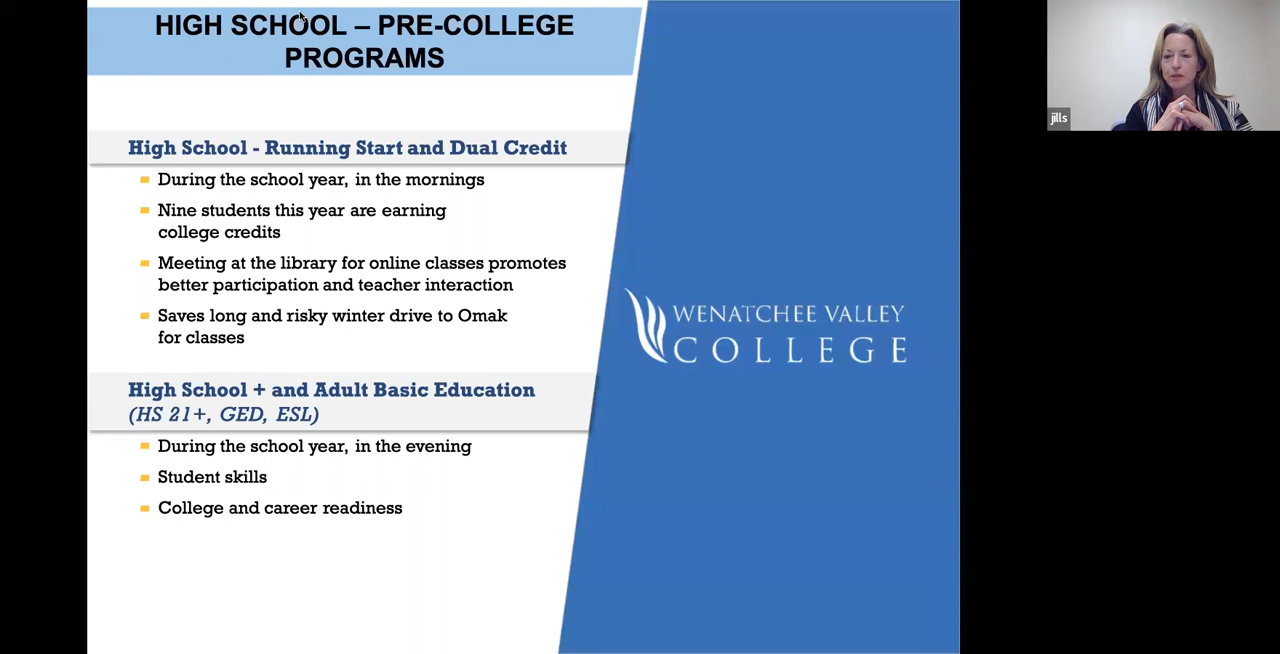 HIGH SCHOOL – PRE-COLLEGE
PROGRAMS
High School - Running Start and Dual Credit
During the school year, in the mornings
Nine students this year are earning
college credits
Meeting at the library for online classes promotes
better participation and teacher interaction
Saves long and risky winter drive to Omak
for classes
High School + and Adult Basic Education
(HS 21+, GED, ESL)
During the school year, in the evening
Student skills
College and career readiness
WENATCHEE VALLEY
COLLEGE
jills